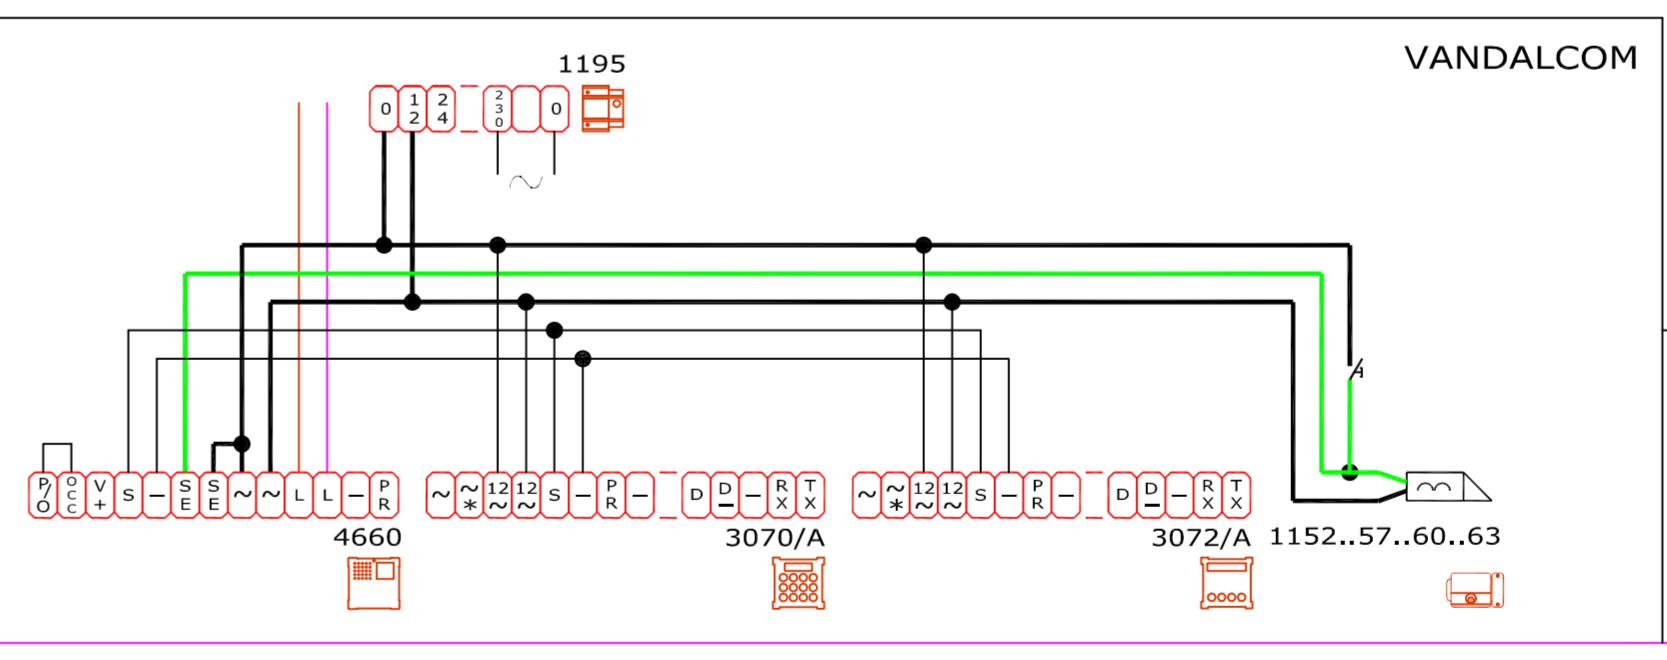 VANDALCOM
1195
0 12 24 230 0
~
A
P/O OCC V+ S – SE SE ~ ~ L L – PR
~ ~* 12~ 12~ S – PR – D D– – RX TX
~ ~* 12~ 12~ S – PR – D D– – RX TX
4660
3070/A
3072/A
1152..57..60..63